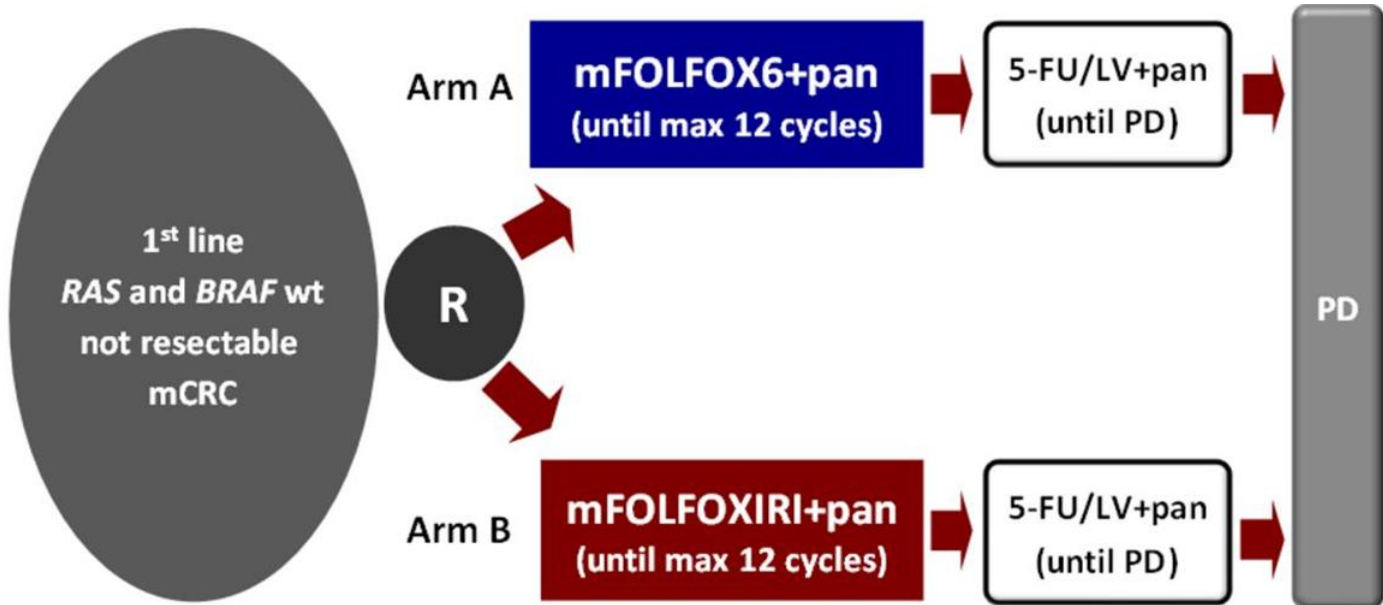 1st line
RAS and BRAF wt
not resectable
mCRC
R
Arm A
mFOLFOX6+pan
(until max 12 cycles)
5-FU/LV+pan
(until PD)
Arm B
mFOLFOXIRI+pan
(until max 12 cycles)
5-FU/LV+pan
(until PD)
PD